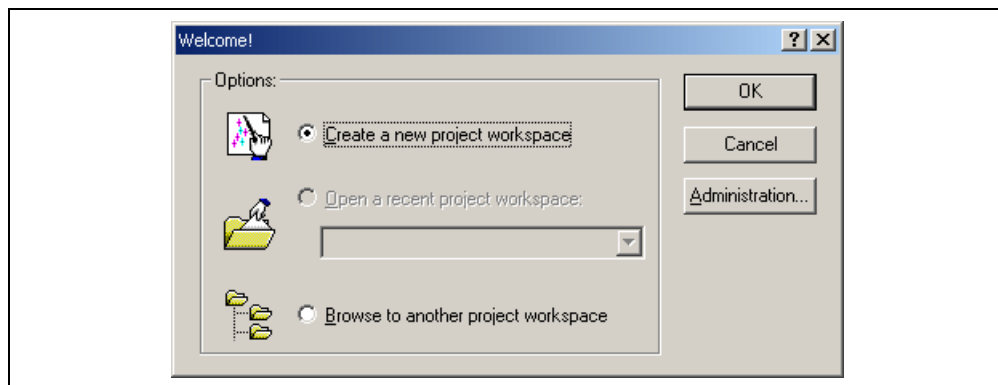 Welcome!
Options:
Create a new project workspace
Open a recent project workspace:
Browse to another project workspace
OK
Cancel
Administration...